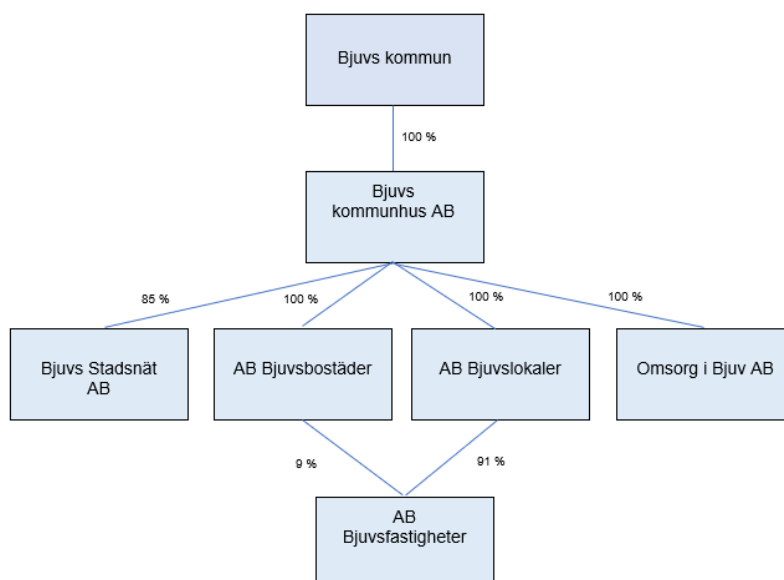 Bjuvs kommun
100 %
Bjuvs
kommunhus AB
85 %
100 %
100 %
100 %
Bjuvs Stadsnät
AB
AB Bjuvsbostäder
AB Bjuvslokaler
Omsorg i Bjuv AB
9 %
91 %
AB
Bjuvsfastigheter